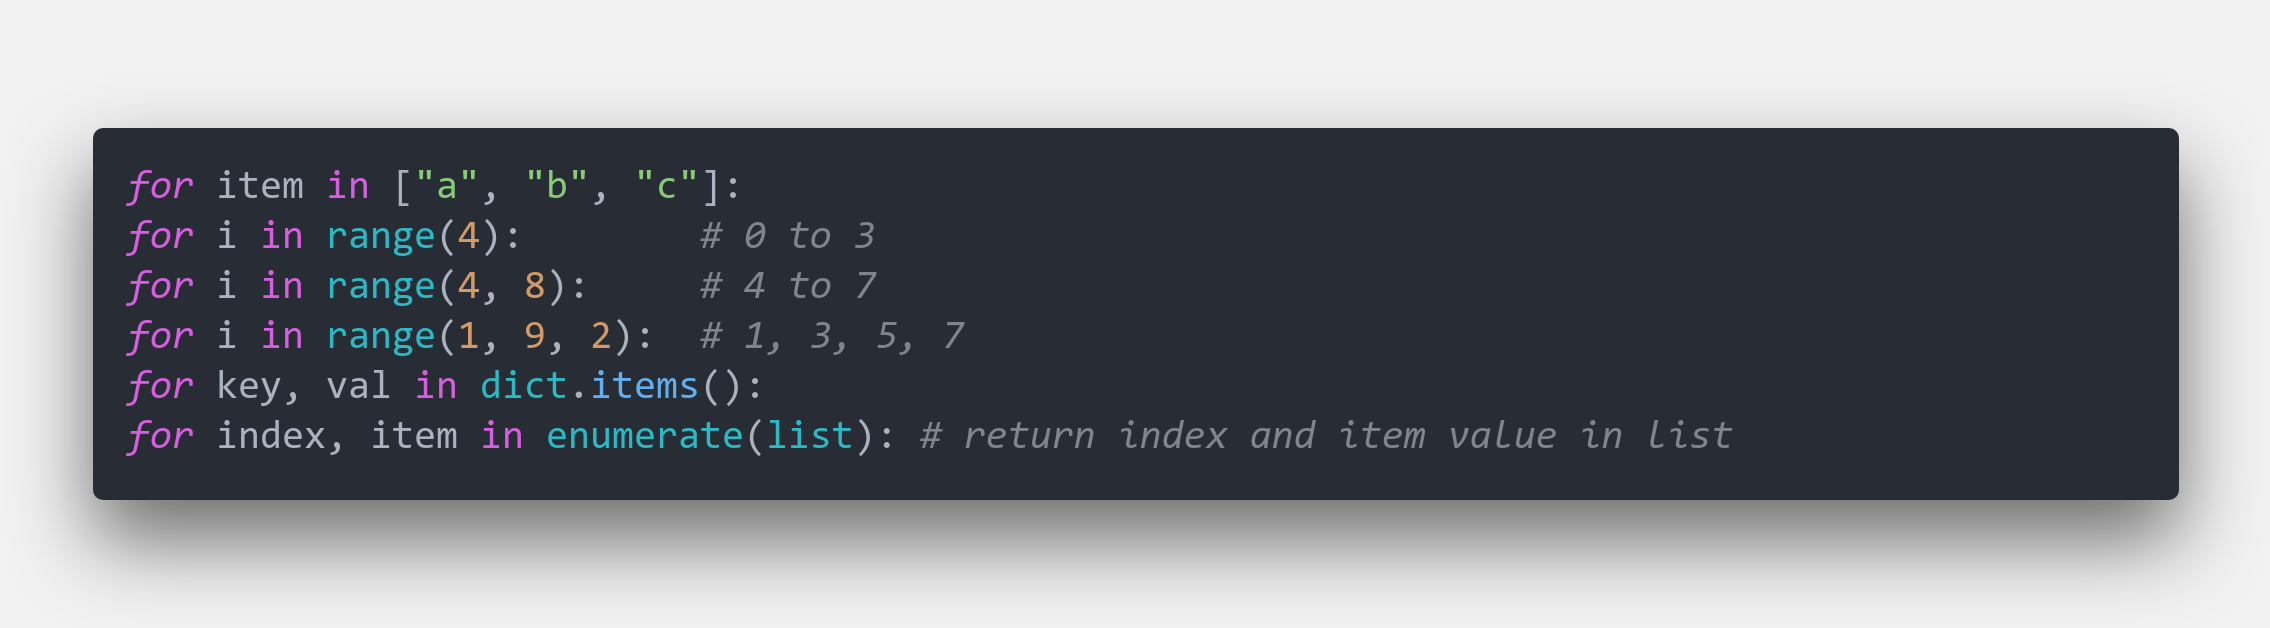 for item in ["a", "b", "c"]:
for i in range(4):        # 0 to 3
for i in range(4, 8):     # 4 to 7
for i in range(1, 9, 2):  # 1, 3, 5, 7
for key, val in dict.items():
for index, item in enumerate(list): # return index and item value in list